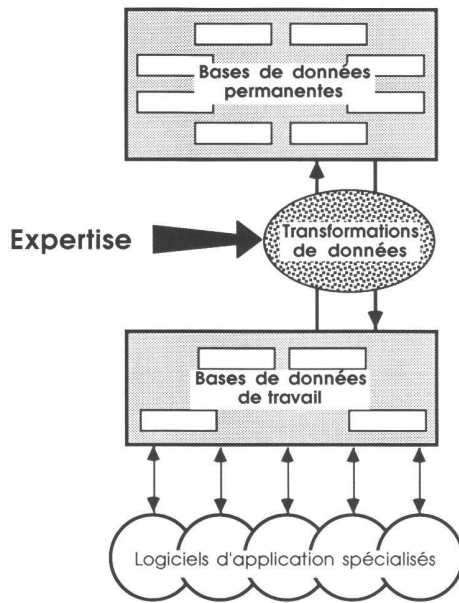 Bases de données
permanentes
Expertise
Transformations
de données
Bases de données
de travail
Logiciels d'application spécialisés